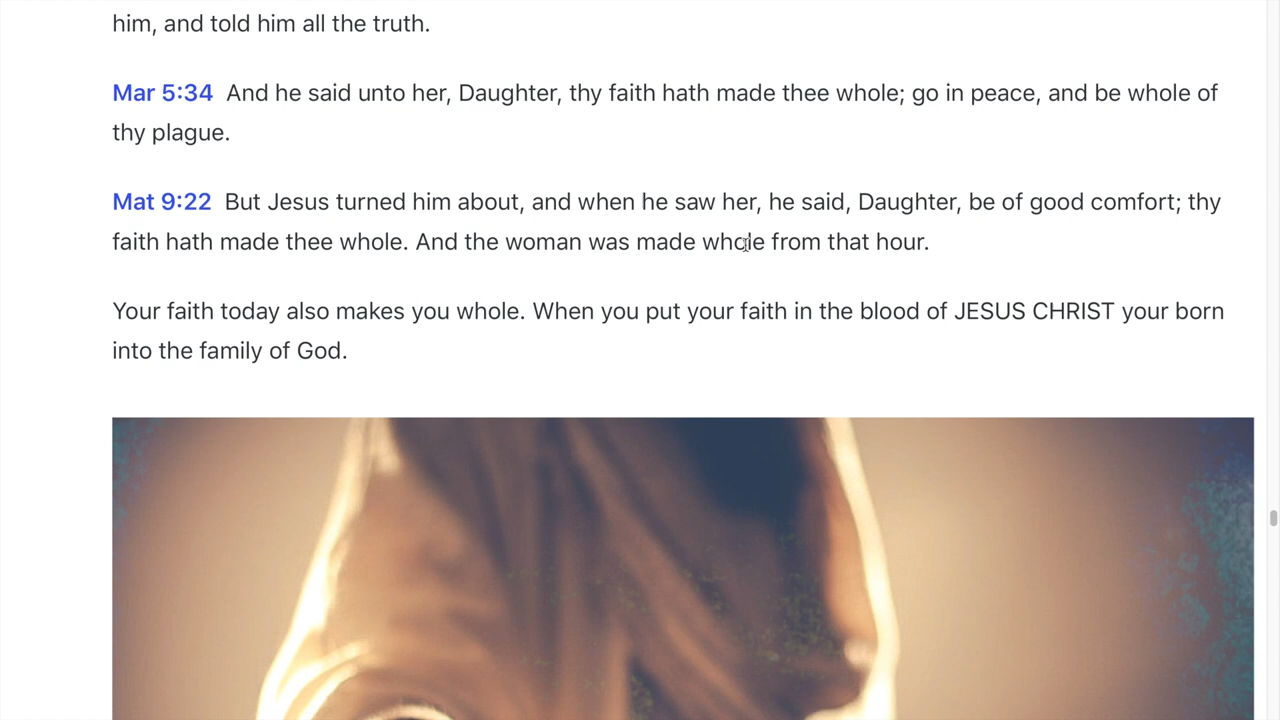 him, and told him all the truth.
Mar 5:34 And he said unto her, Daughter, thy faith hath made thee whole; go in peace, and be whole of
thy plague.
Mat 9:22 But Jesus turned him about, and when he saw her, he said, Daughter, be of good comfort; thy
faith hath made thee whole. And the woman was made whole from that hour.
Your faith today also makes you whole. When you put your faith in the blood of JESUS CHRIST your born
into the family of God.